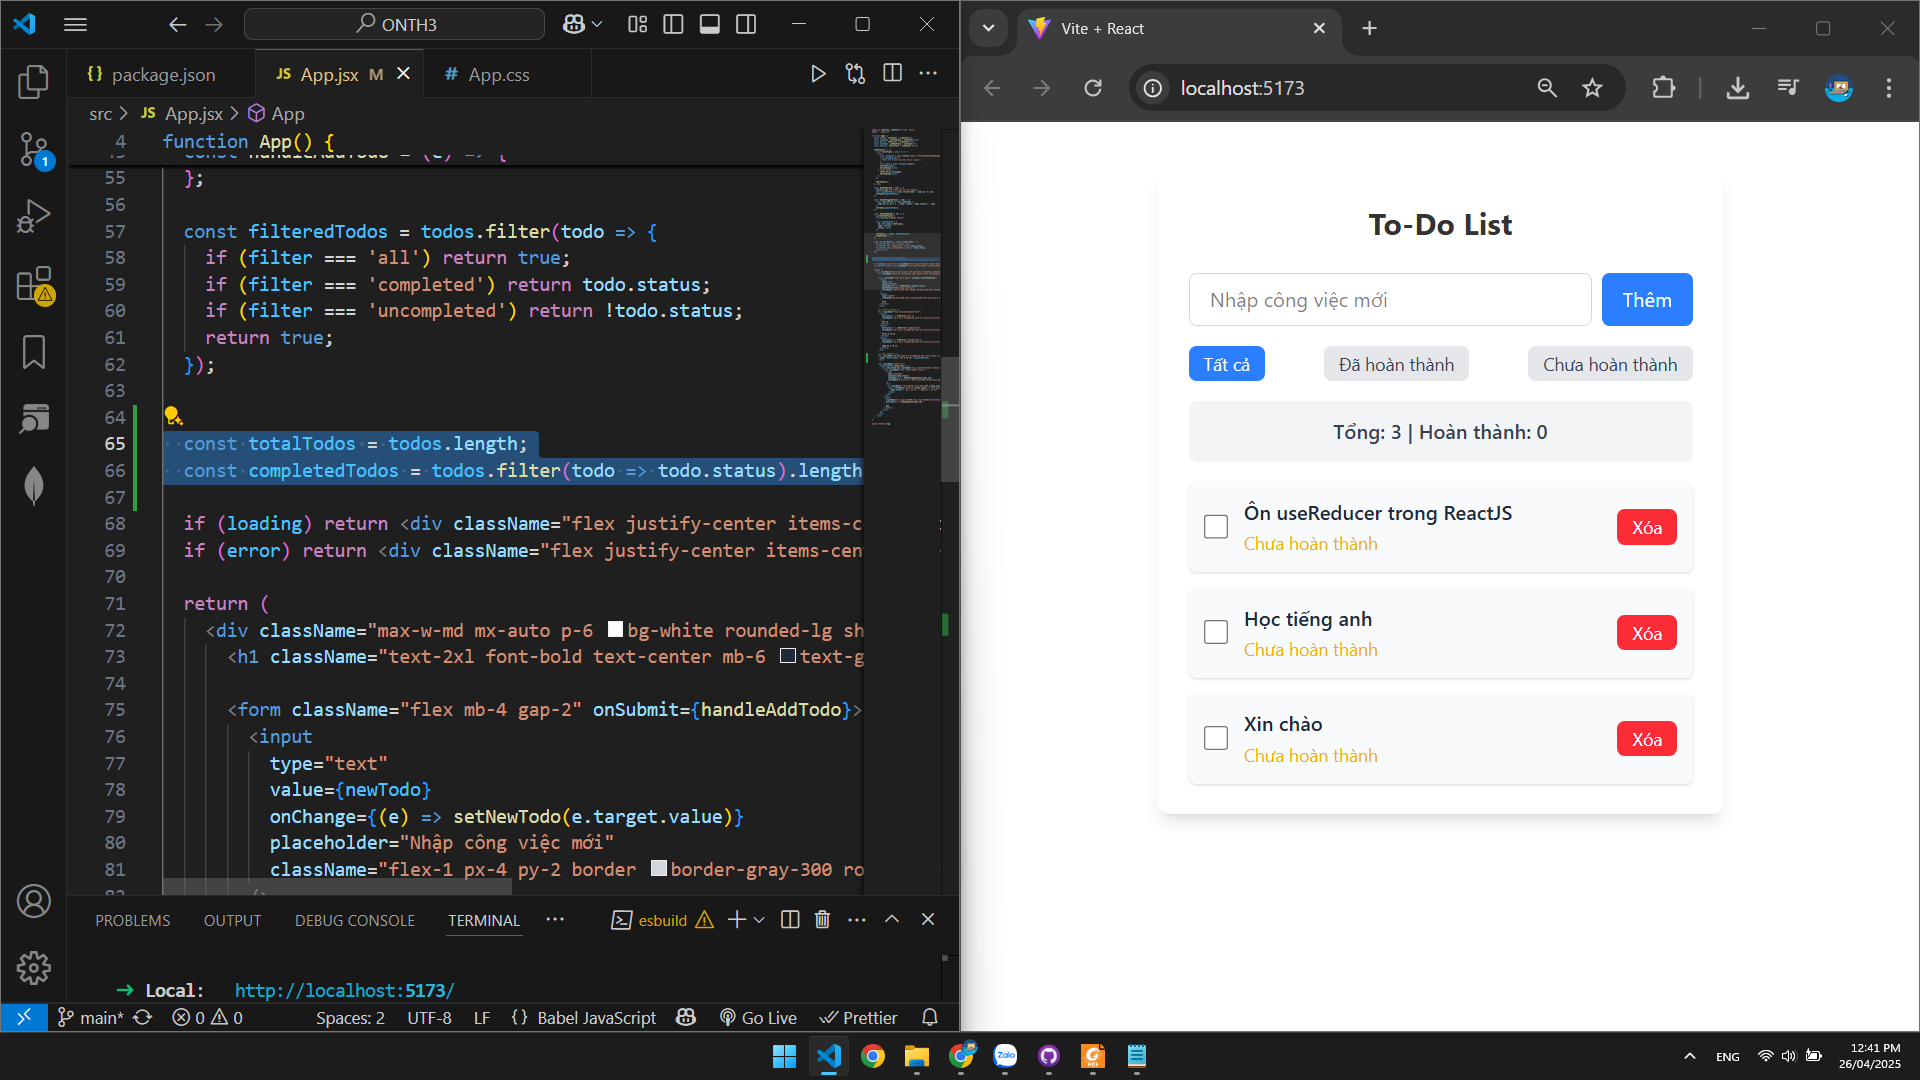 ONTH3
package.json
JS App.jsx M
# App.css
src > JS App.jsx > App
4 function App() {
55 };
56
57 const filteredTodos = todos.filter(todo => {
58 if (filter === 'all') return true;
59 if (filter === 'completed') return todo.status;
60 if (filter === 'uncompleted') return !todo.status;
61 return true;
62 });
63
64
65 const totalTodos = todos.length;
66 const completedTodos = todos.filter(todo => todo.status).length
67
68 if (loading) return <div className="flex justify-center items-c
69 if (error) return <div className="flex justify-center items-cen
70
71 return (
72 <div className="max-w-md mx-auto p-6 bg-white rounded-lg sh
73 <h1 className="text-2xl font-bold text-center mb-6 text-g
74
75 <form className="flex mb-4 gap-2" onSubmit={handleAddTodo}>
76 <input
77 type="text"
78 value={newTodo}
79 onChange={(e) => setNewTodo(e.target.value)}
80 placeholder="Nhập công việc mới"
81 className="flex-1 px-4 py-2 border border-gray-300 ro
PROBLEMS OUTPUT DEBUG CONSOLE TERMINAL esbuild
➜ Local: http://localhost:5173/
main* 0 0 Spaces: 2 UTF-8 LF {} Babel JavaScript Go Live Prettier
Vite + React
localhost:5173
To-Do List
Nhập công việc mới
Thêm
Tất cả
Đã hoàn thành
Chưa hoàn thành
Tổng: 3 | Hoàn thành: 0
Ôn useReducer trong ReactJS
Chưa hoàn thành
Xóa
Học tiếng anh
Chưa hoàn thành
Xóa
Xin chào
Chưa hoàn thành
Xóa
Zalo
PDF
ENG
12:41 PM
26/04/2025